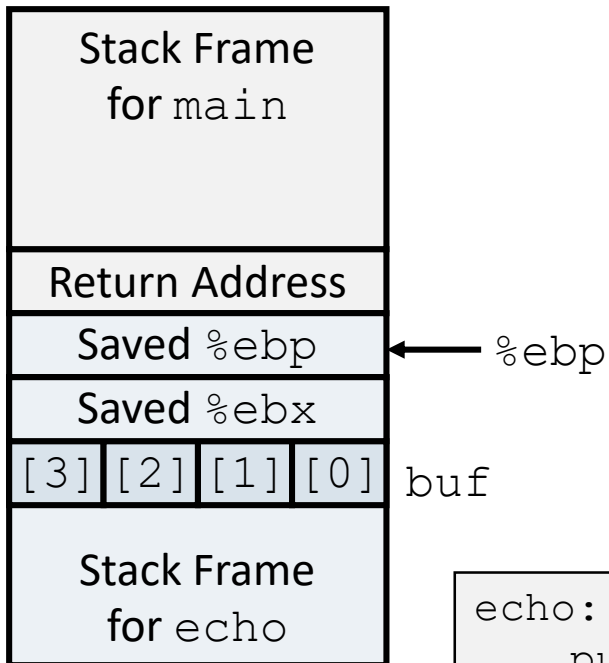 Stack Frame
for main
Return Address
Saved %ebp
%ebp
Saved %ebx
[3] [2] [1] [0]
buf
Stack Frame
for echo
echo: